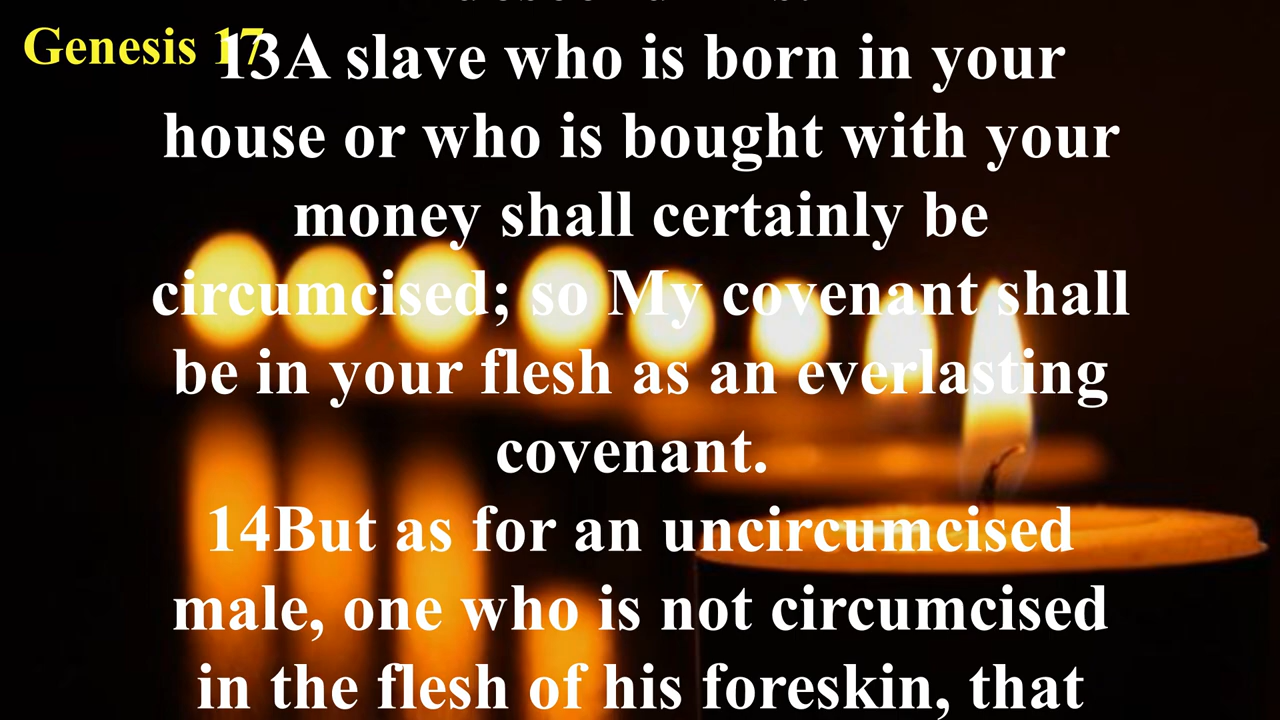 Genesis 17
13A slave who is born in your
house or who is bought with your
money shall certainly be
circumcised; so My covenant shall
be in your flesh as an everlasting
covenant.
14But as for an uncircumcised
male, one who is not circumcised
in the flesh of his foreskin, that